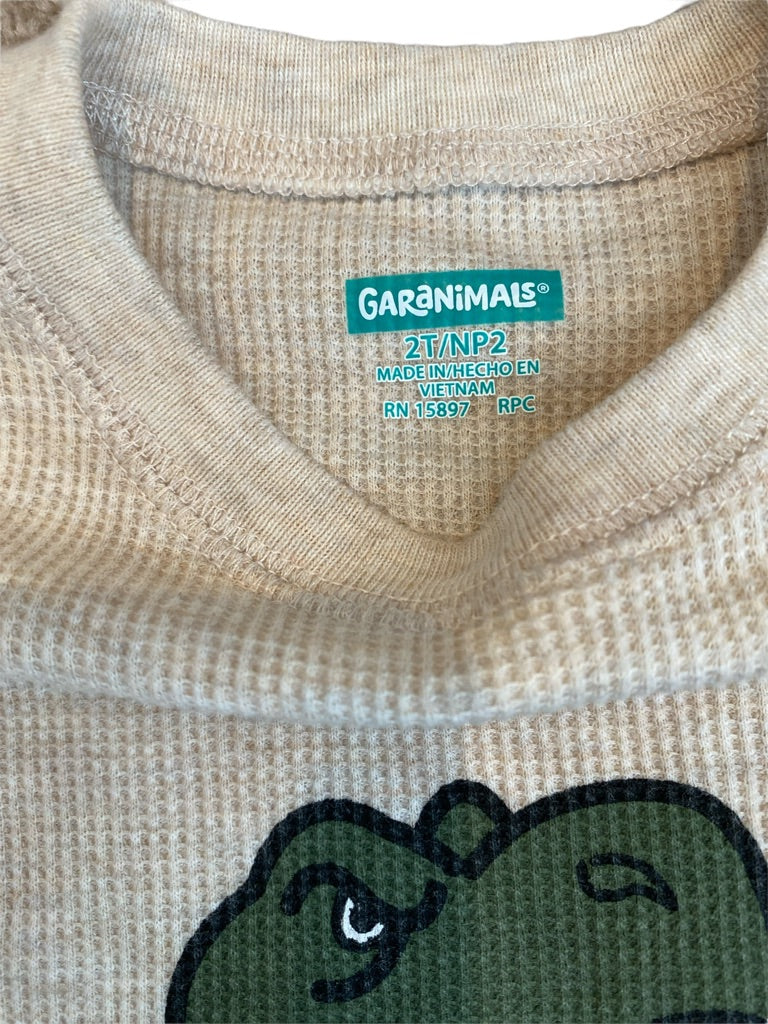 GARANIMALS®
2T/NP2
MADE IN/HECHO EN
VIETNAM
RN 15897 RPC